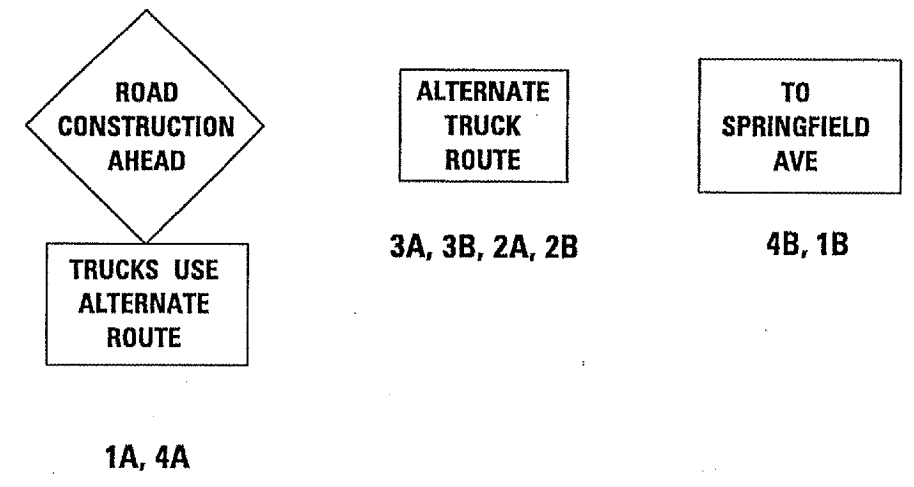 ROAD
CONSTRUCTION
AHEAD
TRUCKS USE
ALTERNATE
ROUTE
1A, 4A
ALTERNATE
TRUCK
ROUTE
3A, 3B, 2A, 2B
TO
SPRINGFIELD
AVE
4B, 1B